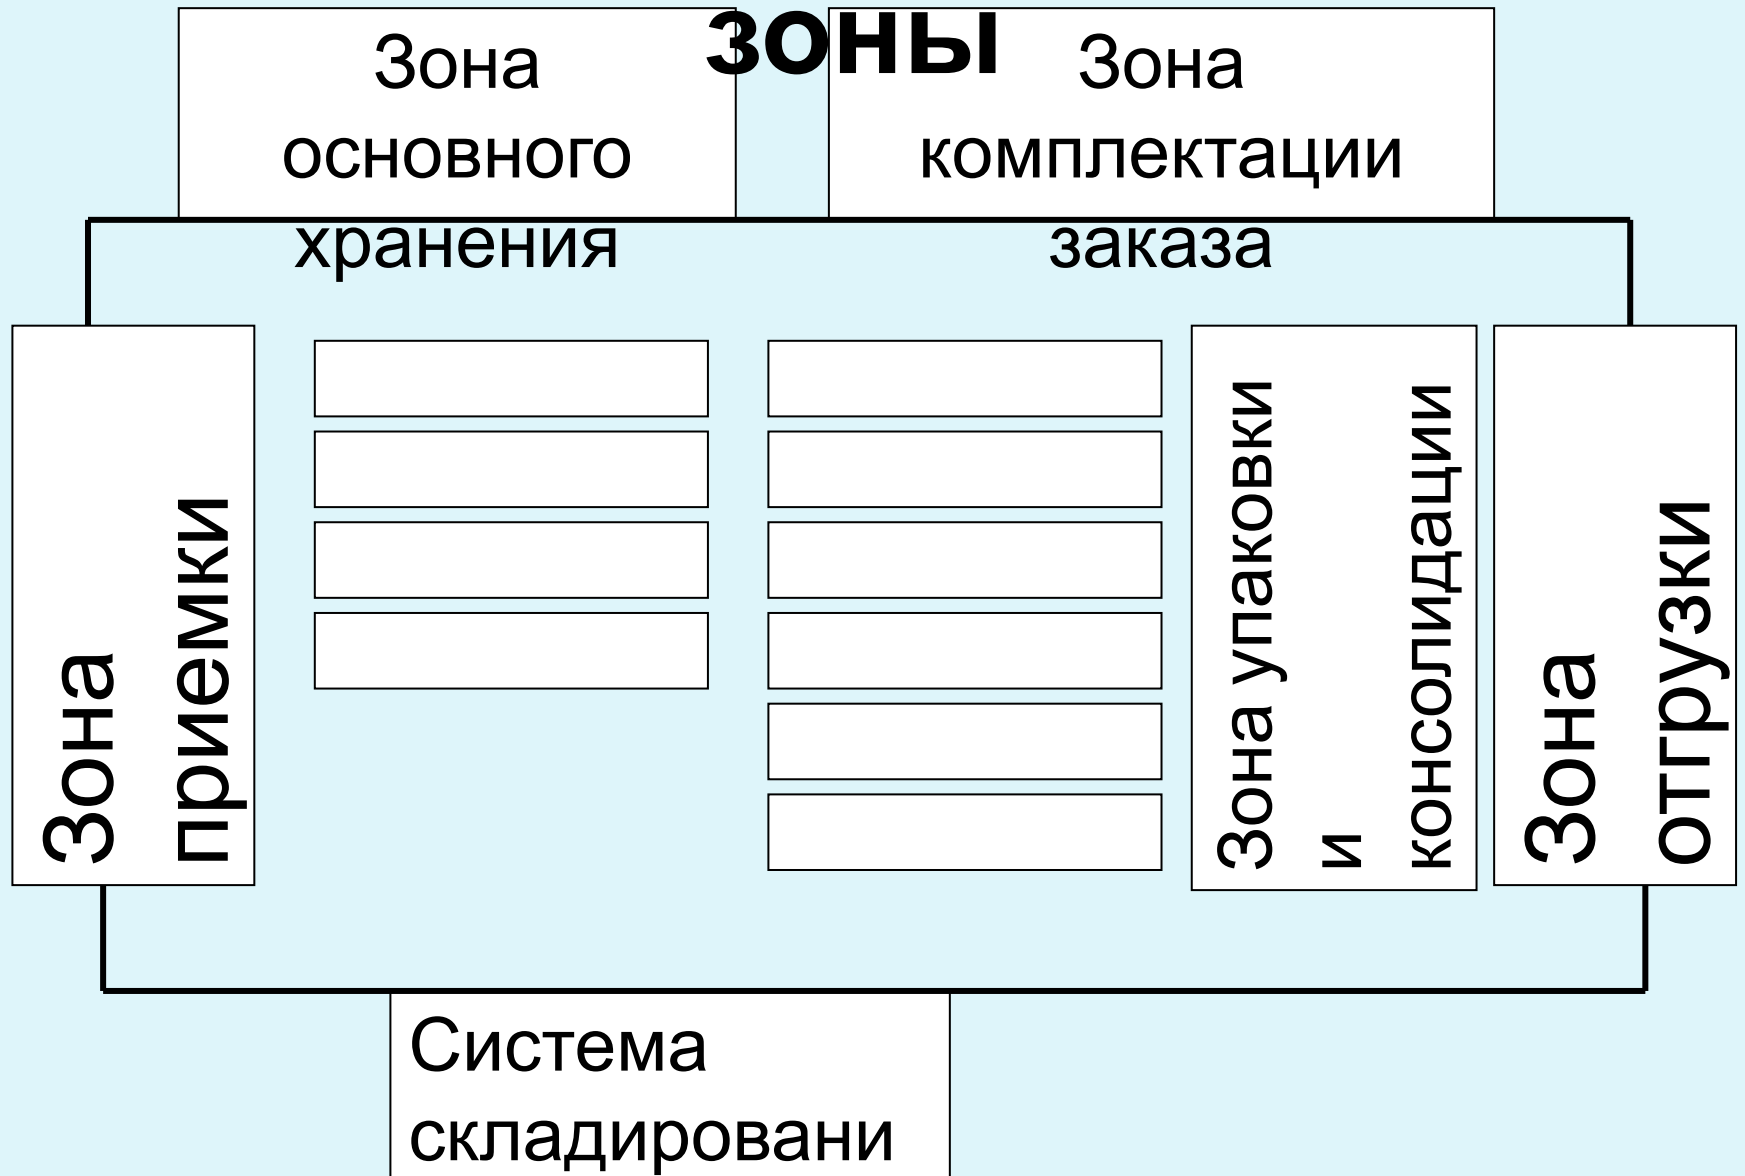 зоны
Зона
основного
хранения
Зона
комплектации
заказа
Зона
приемки
Зона упаковки
и
консолидации
Зона
отгрузки
Система
складировани